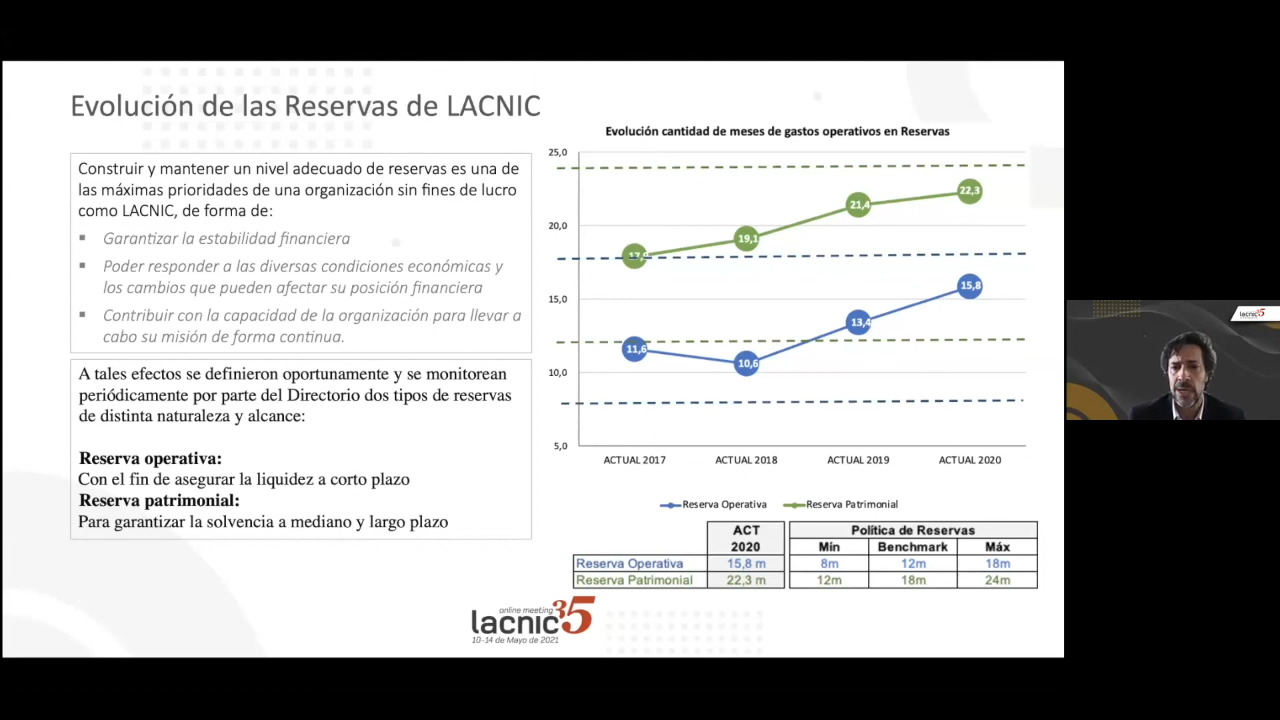 Evolución de las Reservas de LACNIC
Construir y mantener un nivel adecuado de reservas es una de
las máximas prioridades de una organización sin fines de lucro
como LACNIC, de forma de:
▪ Garantizar la estabilidad financiera
▪ Poder responder a las diversas condiciones económicas y
los cambios que pueden afectar su posición financiera
▪ Contribuir con la capacidad de la organización para llevar a
cabo su misión de forma continua.
A tales efectos se definieron oportunamente y se monitorean
periódicamente por parte del Directorio dos tipos de reservas
de distinta naturaleza y alcance:
Reserva operativa:
Con el fin de asegurar la liquidez a corto plazo
Reserva patrimonial:
Para garantizar la solvencia a mediano y largo plazo
Evolución cantidad de meses de gastos operativos en Reservas
25,0
20,0
15,0
10,0
5,0
19,1
21,4
22,3
11,6
10,6
13,4
15,8
ACTUAL 2017 ACTUAL 2018 ACTUAL 2019 ACTUAL 2020
Reserva Operativa Reserva Patrimonial
ACT Política de Reservas
2020 Mín Benchmark Máx
Reserva Operativa 15,8 m 8m 12m 18m
Reserva Patrimonial 22,3 m 12m 18m 24m
online meeting
lacnic35
10-14 de Mayo de 2021
lacnic35